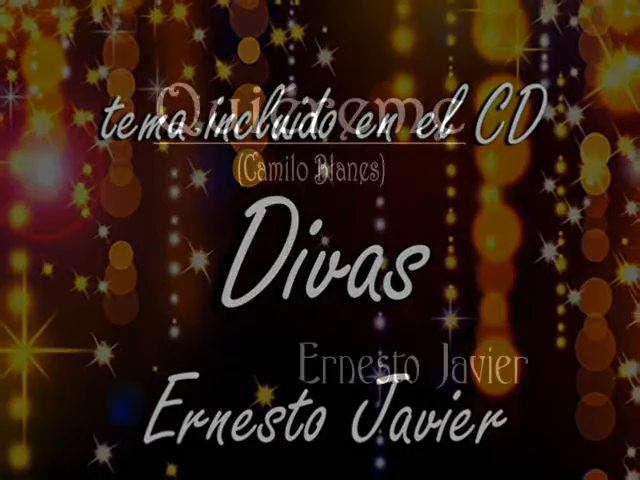 Quiéreme
tema incluido en el CD
(Camilo Blanes)
Divas
Ernesto Javier
Ernesto Javier